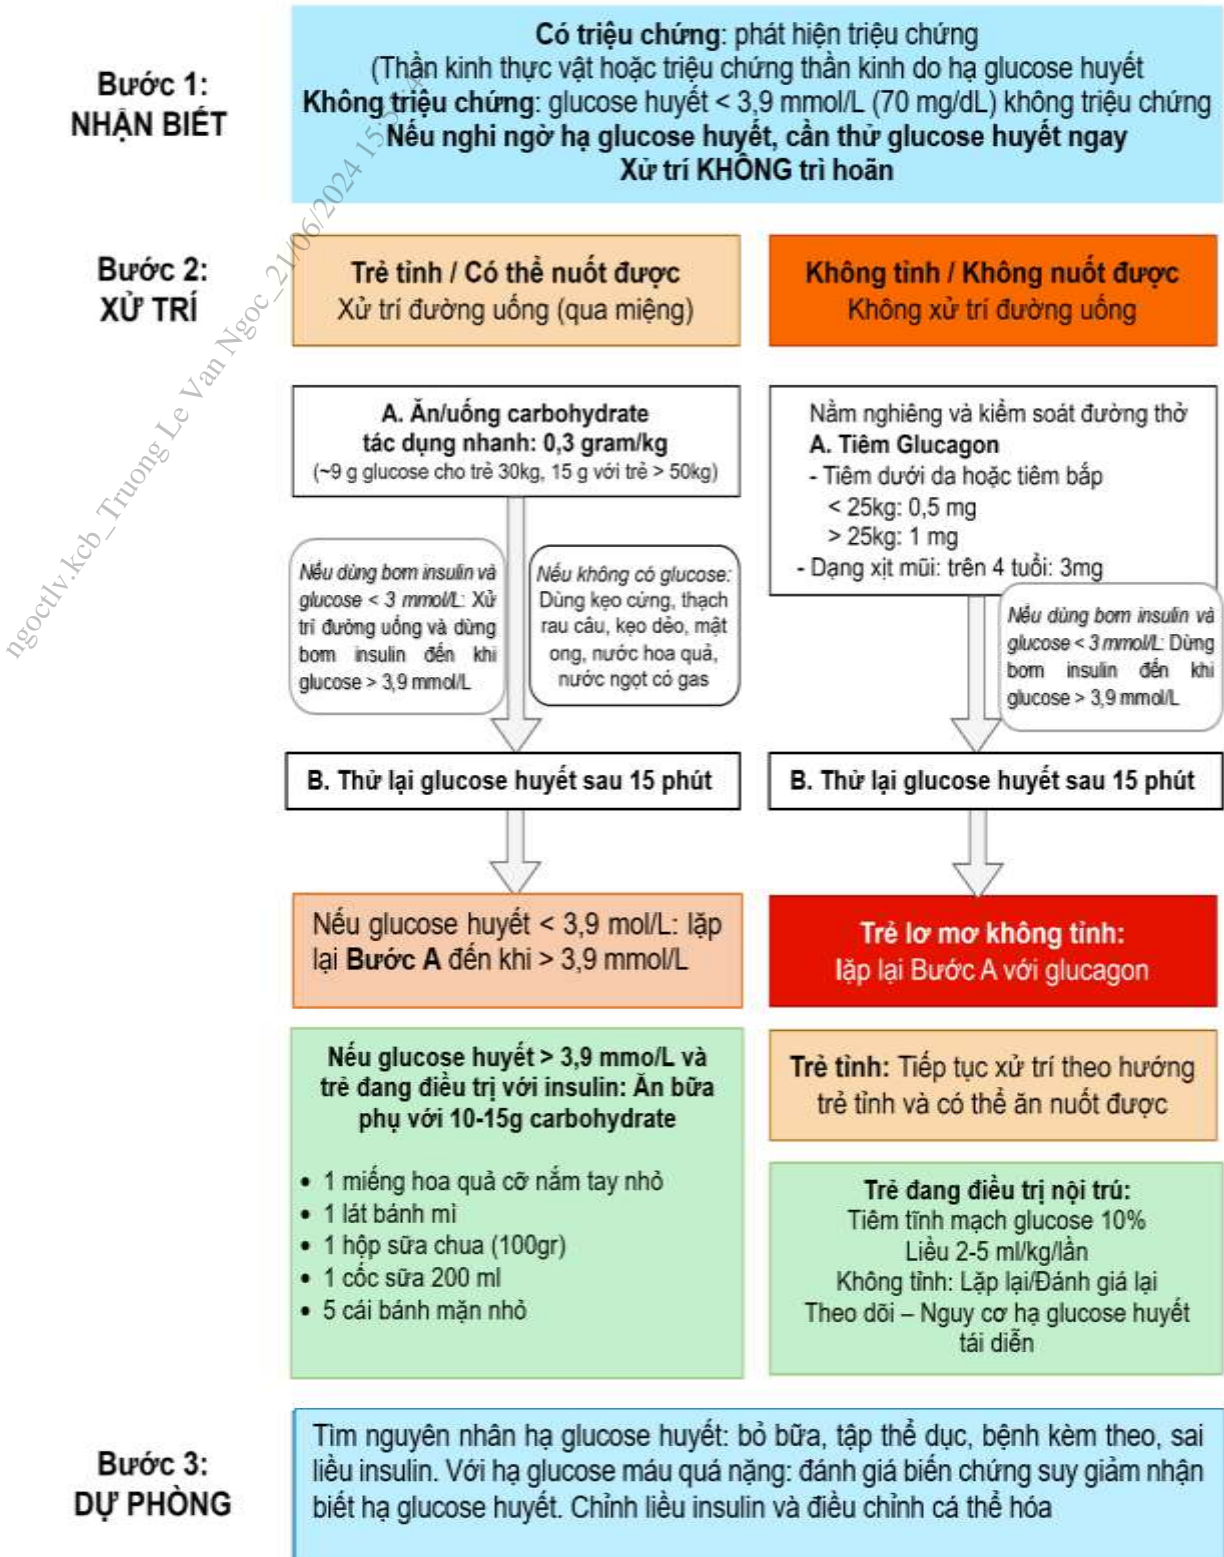 Bước 1:
NHẬN BIẾT
Có triệu chứng: phát hiện triệu chứng
(Thần kinh thực vật hoặc triệu chứng thần kinh do hạ glucose huyết
Không triệu chứng: glucose huyết < 3,9 mmol/L (70 mg/dL) không triệu chứng
Nếu nghi ngờ hạ glucose huyết, cần thử glucose huyết ngay
Xử trí KHÔNG trì hoãn
ngoctlv.kcb_Truong Le Van Ngoc_21/06/2024 15:
Bước 2:
XỬ TRÍ
Trẻ tỉnh / Có thể nuốt được
Xử trí đường uống (qua miệng)
Không tỉnh / Không nuốt được
Không xử trí đường uống
A. Ăn/uống carbohydrate
tác dụng nhanh: 0,3 gram/kg
(~9 g glucose cho trẻ 30kg, 15 g với trẻ > 50kg)
Nằm nghiêng và kiểm soát đường thở
A. Tiêm Glucagon
- Tiêm dưới da hoặc tiêm bắp
< 25kg: 0,5 mg
> 25kg: 1 mg
- Dạng xịt mũi: trên 4 tuổi: 3mg
Nếu dùng bơm insulin và
glucose < 3 mmol/L: Xử
trí đường uống và dừng
bơm insulin đến khi
glucose > 3,9 mmol/L
Nếu không có glucose:
Dùng kẹo cứng, thạch
rau câu, kẹo dẻo, mật
ong, nước hoa quả,
nước ngọt có gas
Nếu dùng bơm insulin và
glucose < 3 mmol/L: Dừng
bơm insulin đến khi
glucose > 3,9 mmol/L
B. Thử lại glucose huyết sau 15 phút
B. Thử lại glucose huyết sau 15 phút
Nếu glucose huyết < 3,9 mol/L: lặp
lại Bước A đến khi > 3,9 mmol/L
Trẻ lơ mơ không tỉnh:
lặp lại Bước A với glucagon
Nếu glucose huyết > 3,9 mmo/L và
trẻ đang điều trị với insulin: Ăn bữa
phụ với 10-15g carbohydrate
• 1 miếng hoa quả cỡ nắm tay nhỏ
• 1 lát bánh mì
• 1 hộp sữa chua (100gr)
• 1 cốc sữa 200 ml
• 5 cái bánh mặn nhỏ
Trẻ tỉnh: Tiếp tục xử trí theo hướng
trẻ tỉnh và có thể ăn nuốt được
Trẻ đang điều trị nội trú:
Tiêm tĩnh mạch glucose 10%
Liều 2-5 ml/kg/lần
Không tỉnh: Lặp lại/Đánh giá lại
Theo dõi – Nguy cơ hạ glucose huyết
tái diễn
Bước 3:
DỰ PHÒNG
Tìm nguyên nhân hạ glucose huyết: bỏ bữa, tập thể dục, bệnh kèm theo, sai
liều insulin. Với hạ glucose máu quá nặng: đánh giá biến chứng suy giảm nhận
biết hạ glucose huyết. Chỉnh liều insulin và điều chỉnh cá thể hóa